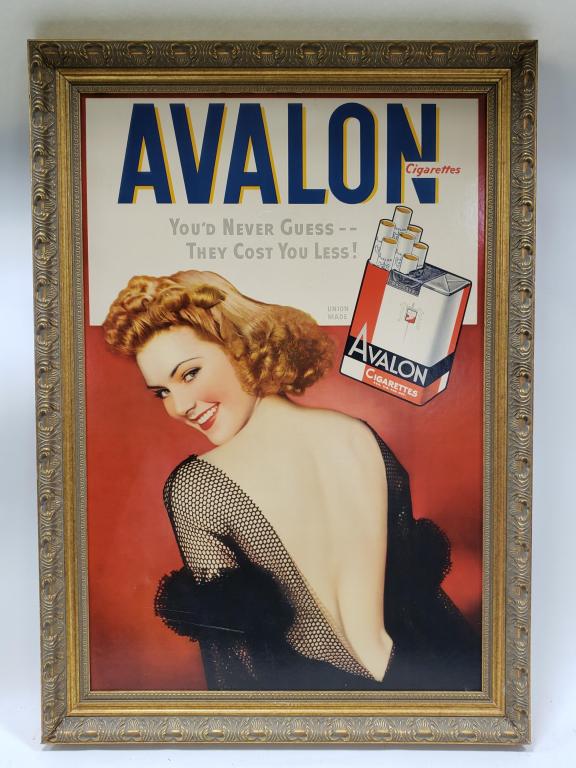 AVALON
Cigarettes
YOU'D NEVER GUESS --
THEY COST YOU LESS!
UNION
MADE
AVALON
CIGARETTES